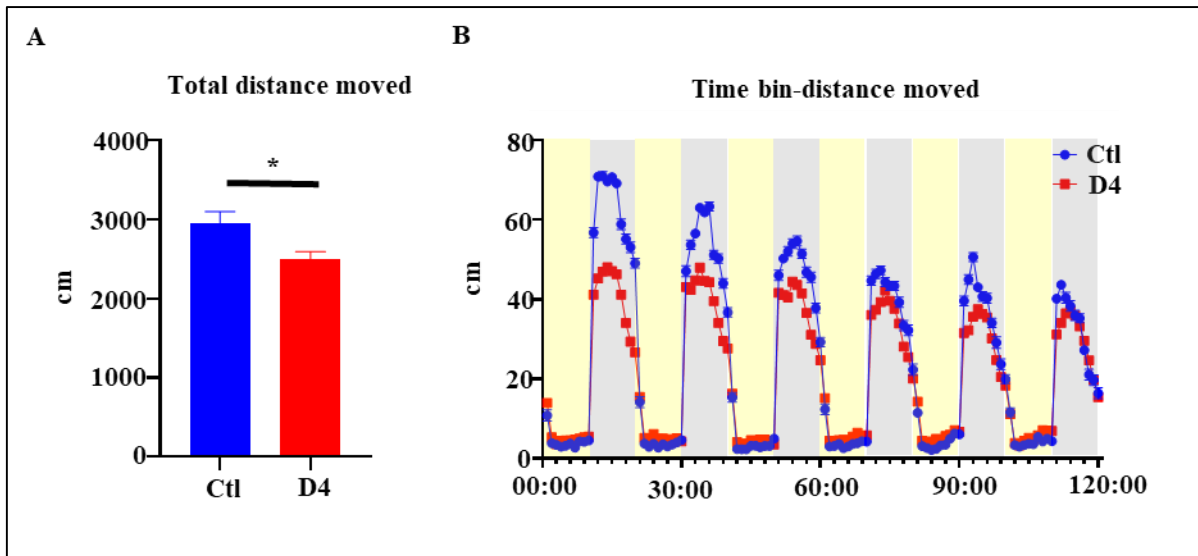 A
Total distance moved
4000
3000
2000
1000
0
cm
*
Ctl
D4
B
Time bin-distance moved
80
60
40
20
0
cm
Ctl
D4
00:00
30:00
60:00
90:00
120:00